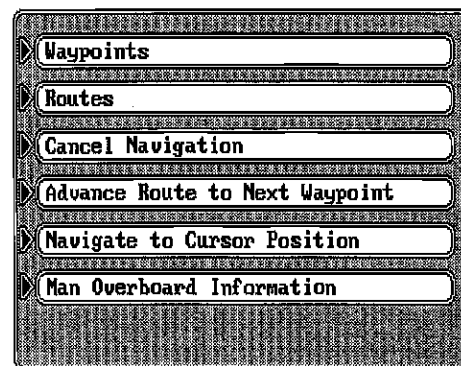 Waypoints
Routes
Cancel Navigation
Advance Route to Next Waypoint
Navigate to Cursor Position
Man Overboard Information